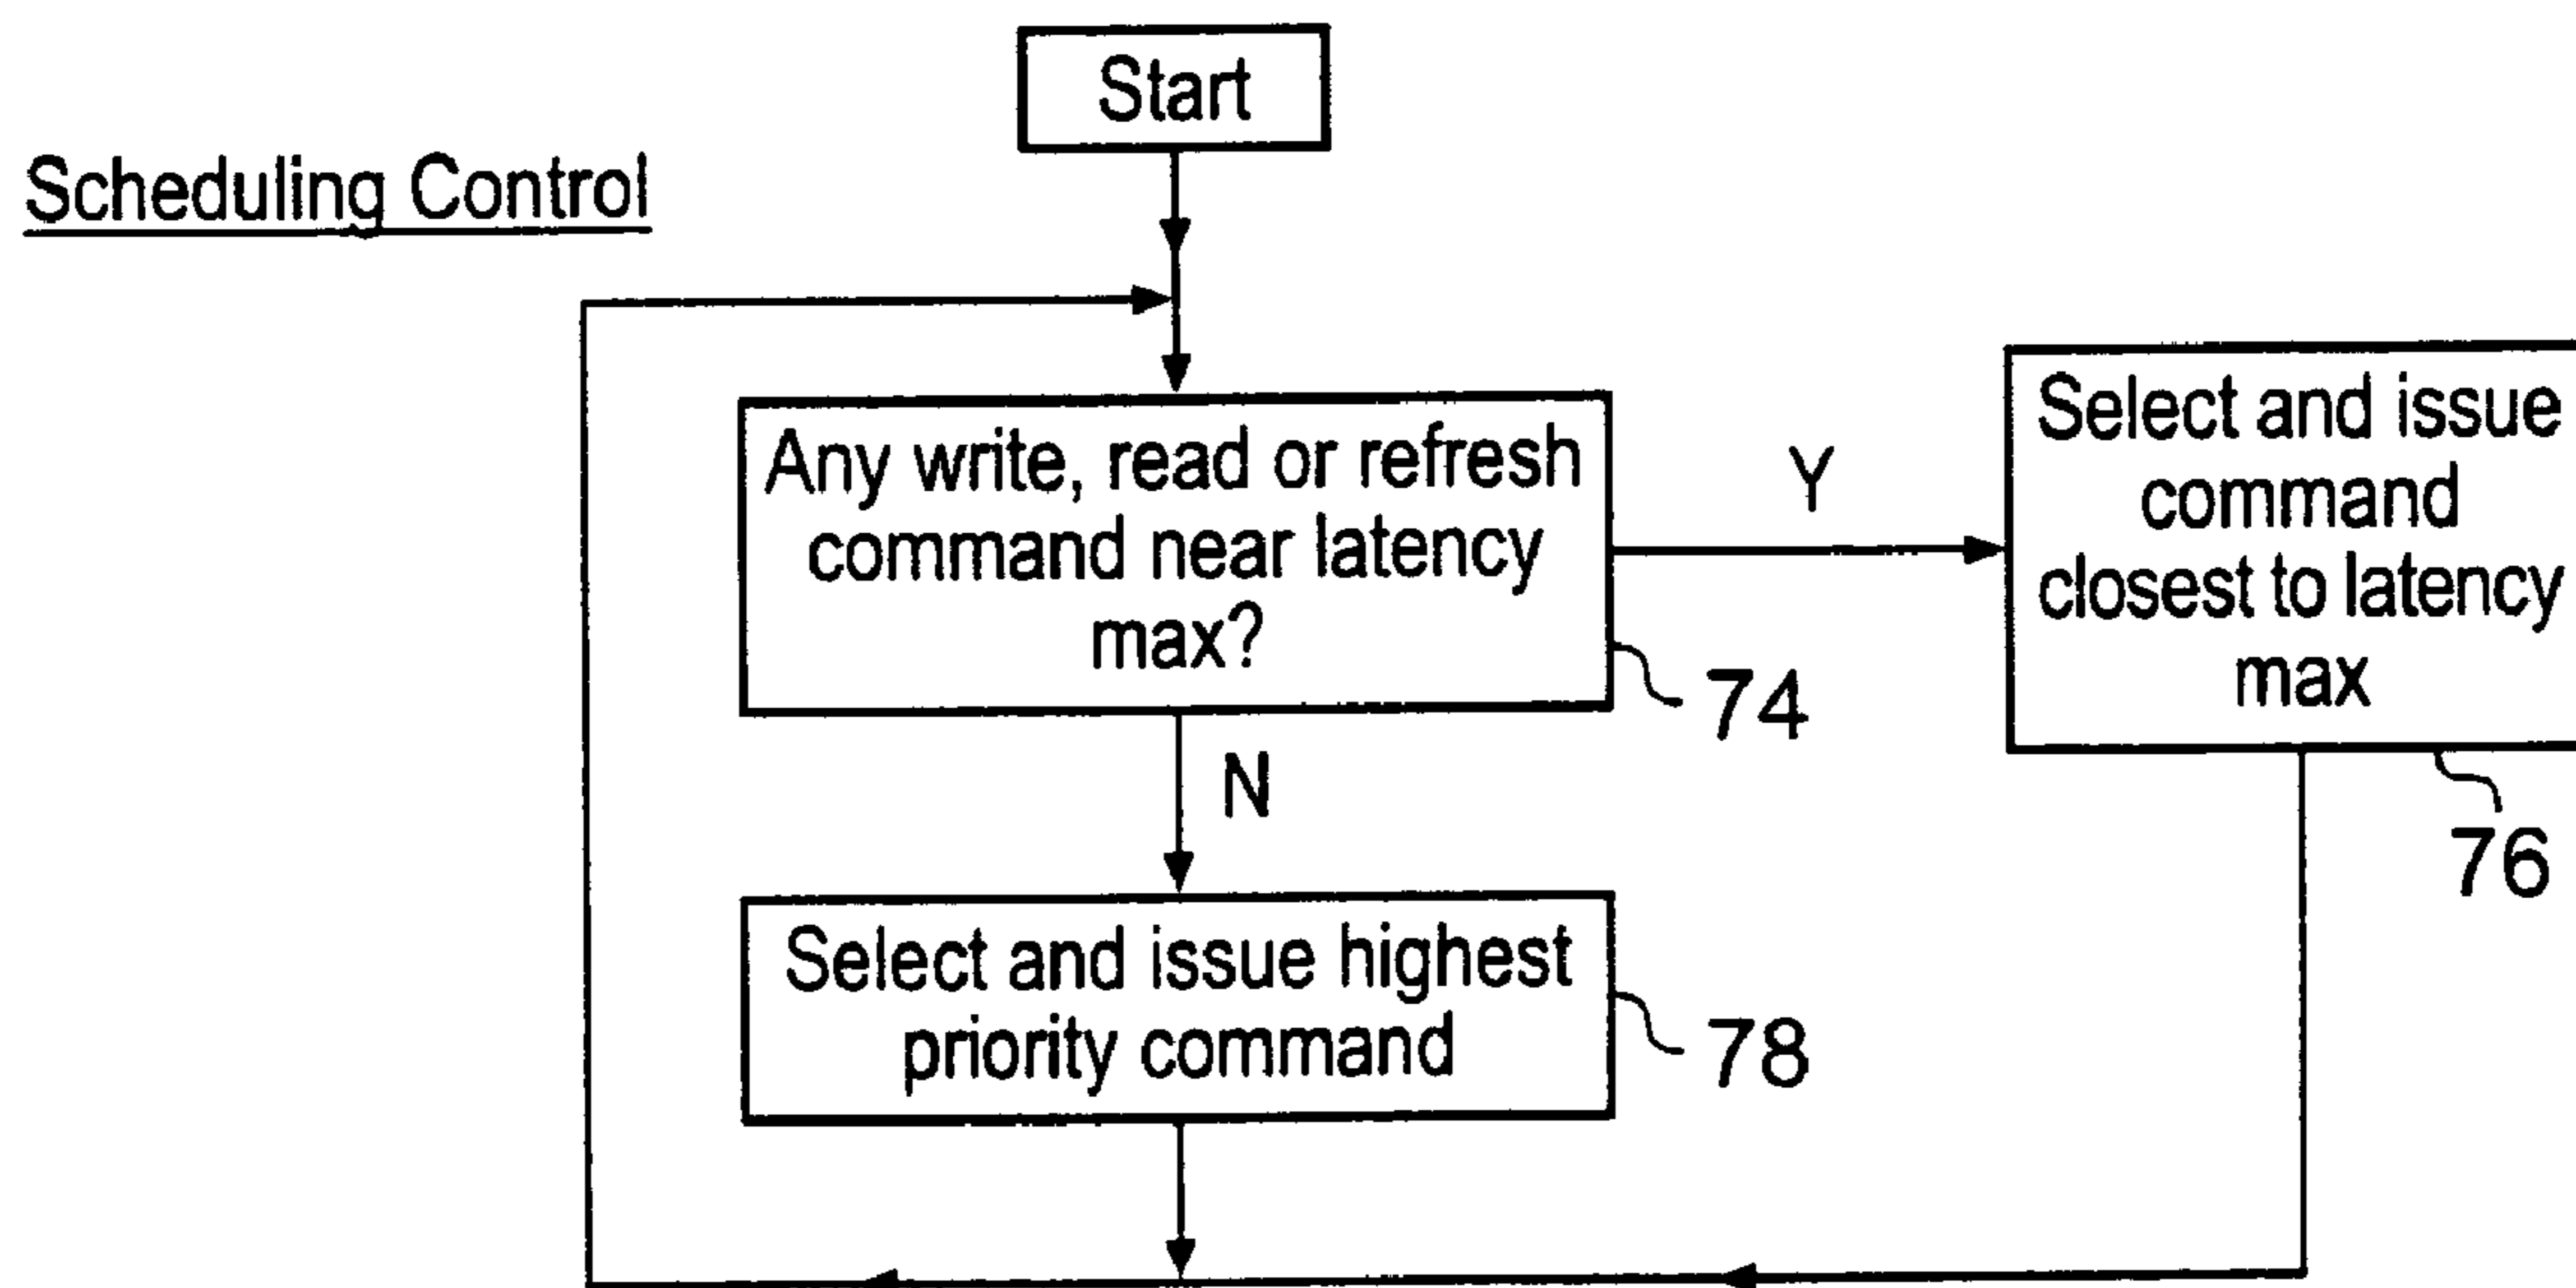 Start
Scheduling Control
Any write, read or refresh
command near latency
max?
74
Y
Select and issue
command
closest to latency
max
76
N
Select and issue highest
priority command
78